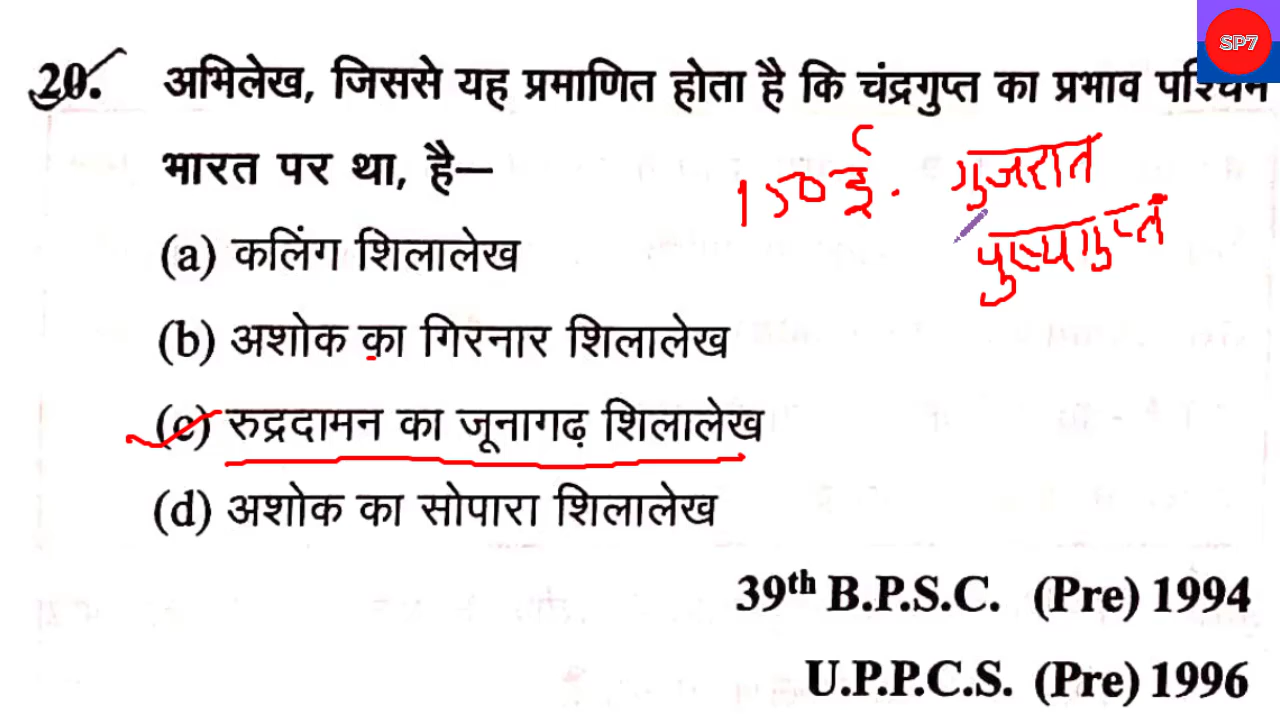 SP7
20. अभिलेख, जिससे यह प्रमाणित होता है कि चंद्रगुप्त का प्रभाव पश्चिम
भारत पर था, है—
150 ई. गुजरात
पुष्यगुप्त
(a) कलिंग शिलालेख
(b) अशोक का गिरनार शिलालेख
(c) रुद्रदामन का जूनागढ़ शिलालेख
(d) अशोक का सोपारा शिलालेख
39th B.P.S.C. (Pre) 1994
U.P.P.C.S. (Pre) 1996